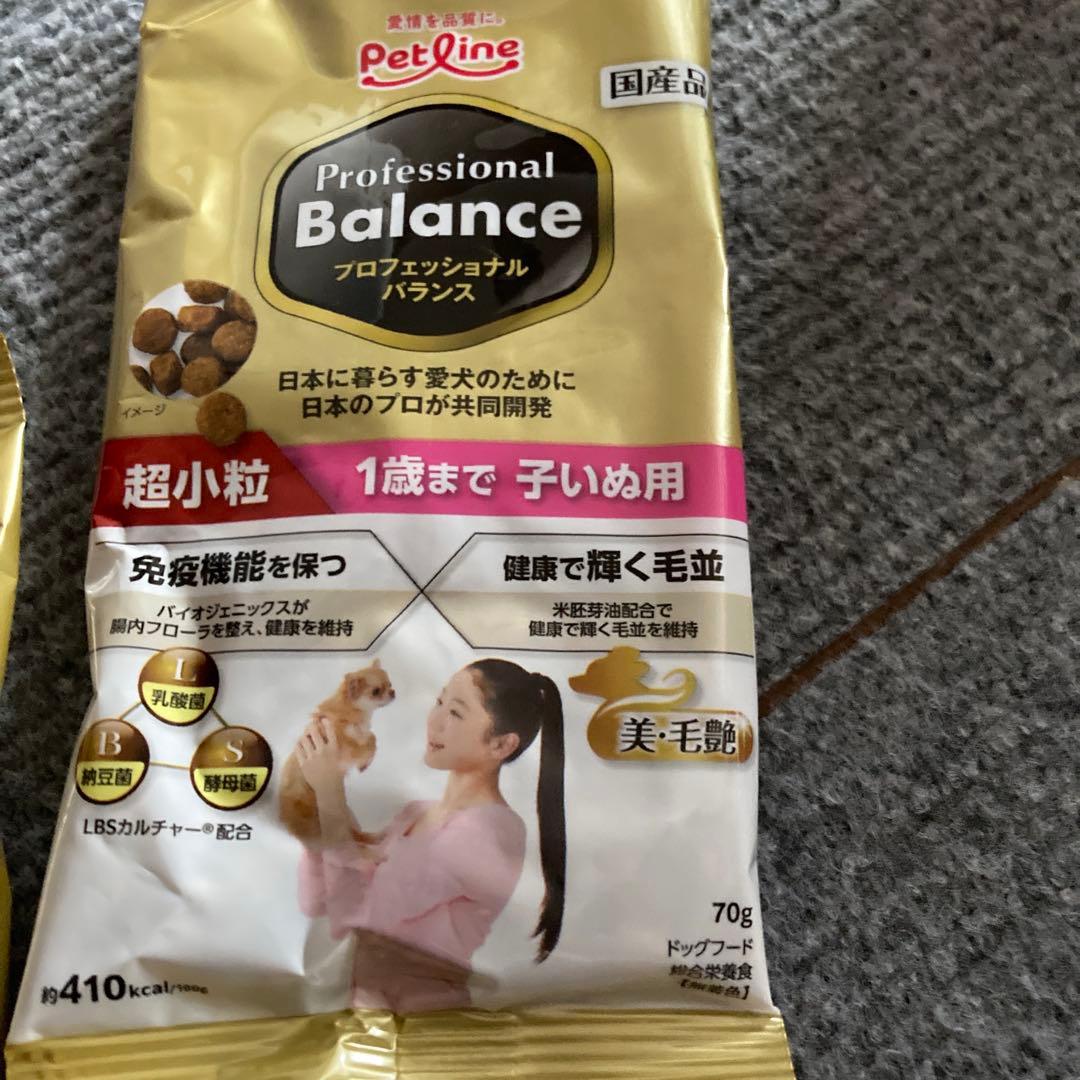 愛情を品質に。
Petline
国産品
Professional
Balance
プロフェッショナル
バランス
イメージ
日本に暮らす愛犬のために
日本のプロが共同開発
超小粒
1歳まで 子いぬ用
免疫機能を保つ
健康で輝く毛並
バイオジェニックスが
腸内フローラを整え、健康を維持
米胚芽油配合で
健康で輝く毛並を維持
L
乳酸菌
B
納豆菌
S
酵母菌
LBSカルチャー®配合
美・毛艶
70g
ドッグフード
総合栄養食
【無着色】
約410kcal/100g